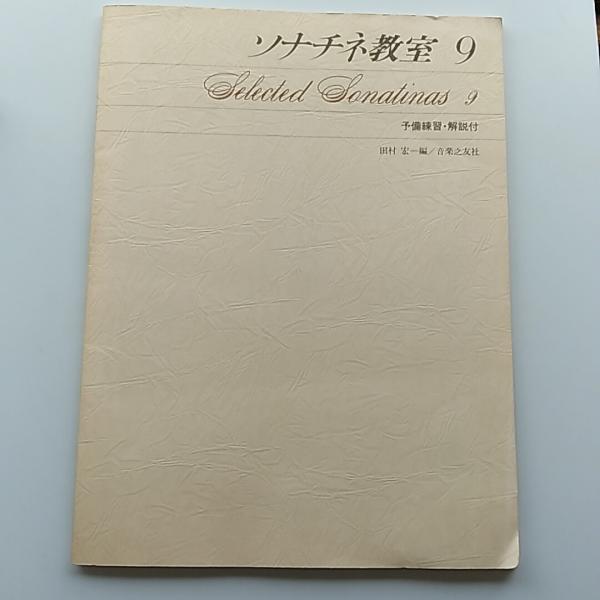 ソナチネ教室 9
Selected Sonatinas 9
予備練習・解説付
田村 宏─編／音楽之友社